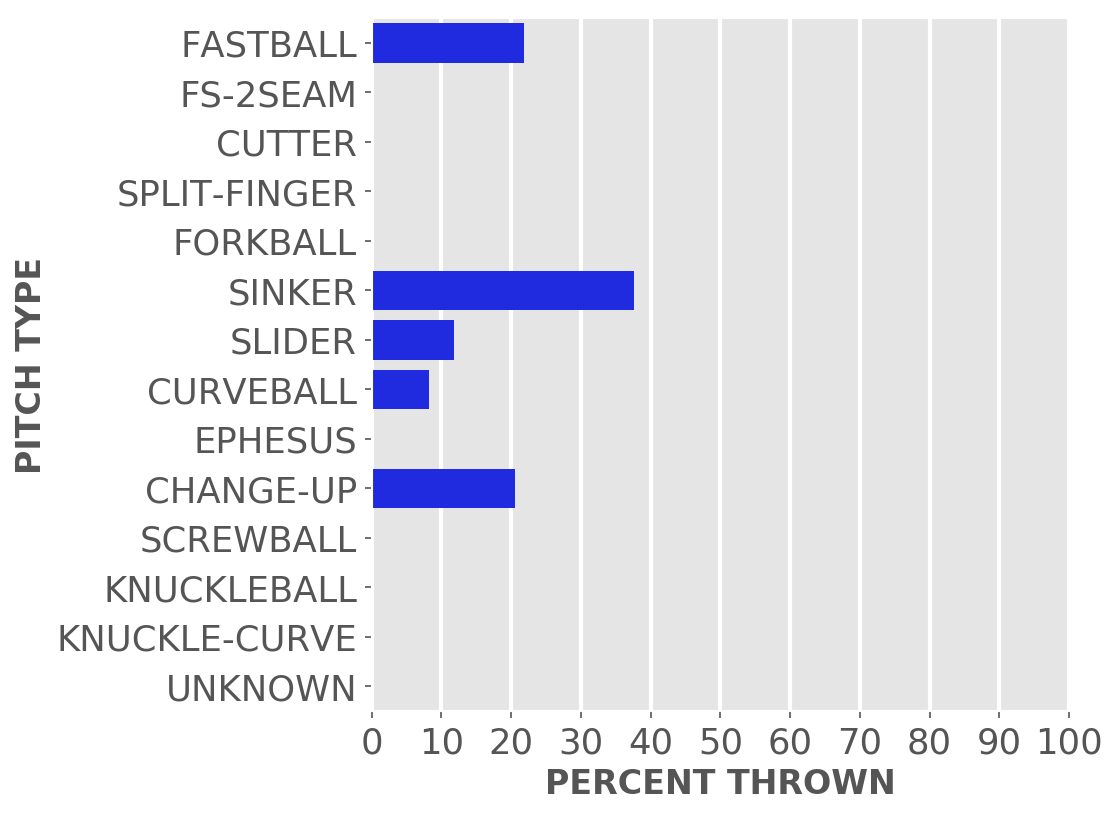 FASTBALL
FS-2SEAM
CUTTER
SPLIT-FINGER
FORKBALL
SINKER
SLIDER
CURVEBALL
EPHESUS
CHANGE-UP
SCREWBALL
KNUCKLEBALL
KNUCKLE-CURVE
UNKNOWN
PITCH TYPE
0 10 20 30 40 50 60 70 80 90 100
PERCENT THROWN